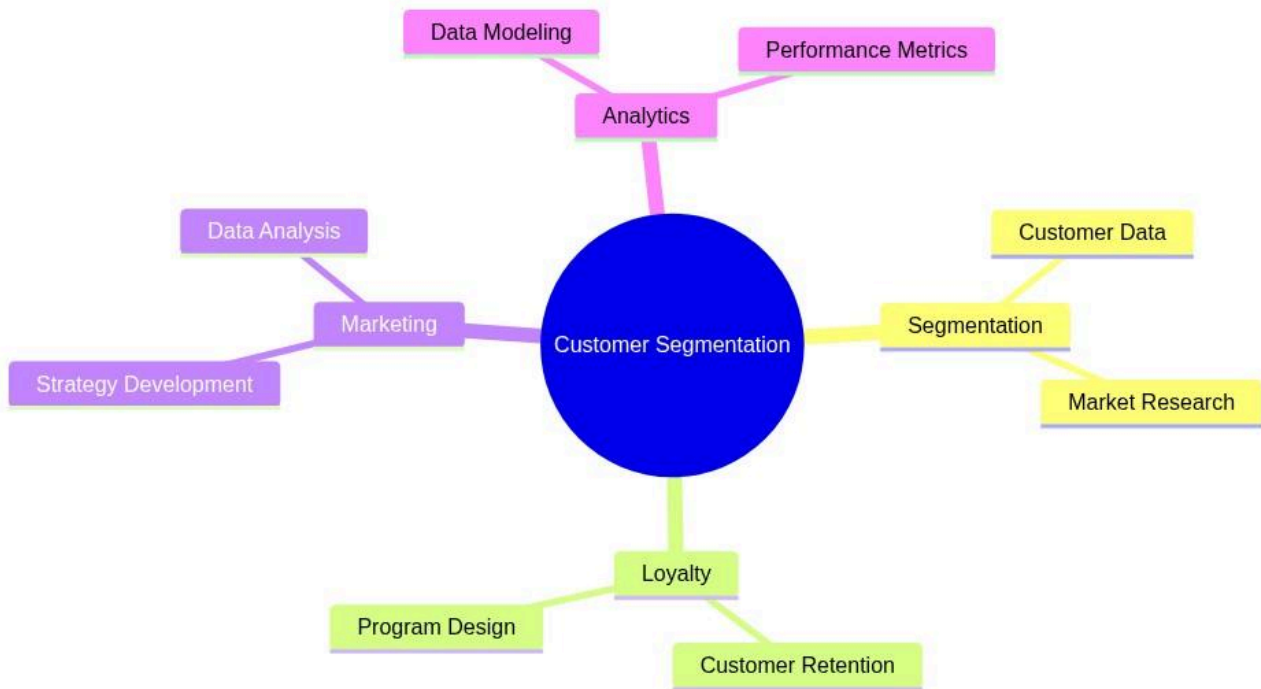 Data Modeling
Performance Metrics
Analytics
Data Analysis
Customer Data
Marketing
Segmentation
Customer Segmentation
Strategy Development
Market Research
Loyalty
Program Design
Customer Retention